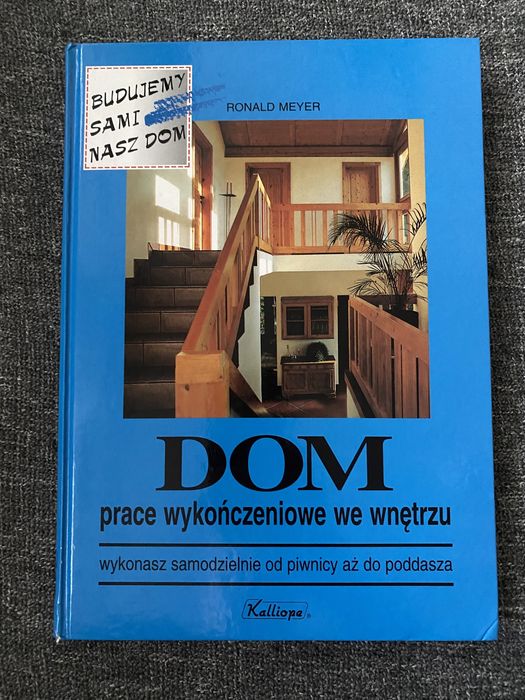 BUDUJEMY
SAMI
NASZ DOM
RONALD MEYER
DOM
prace wykończeniowe we wnętrzu
wykonasz samodzielnie od piwnicy aż do poddasza
Kalliope ®